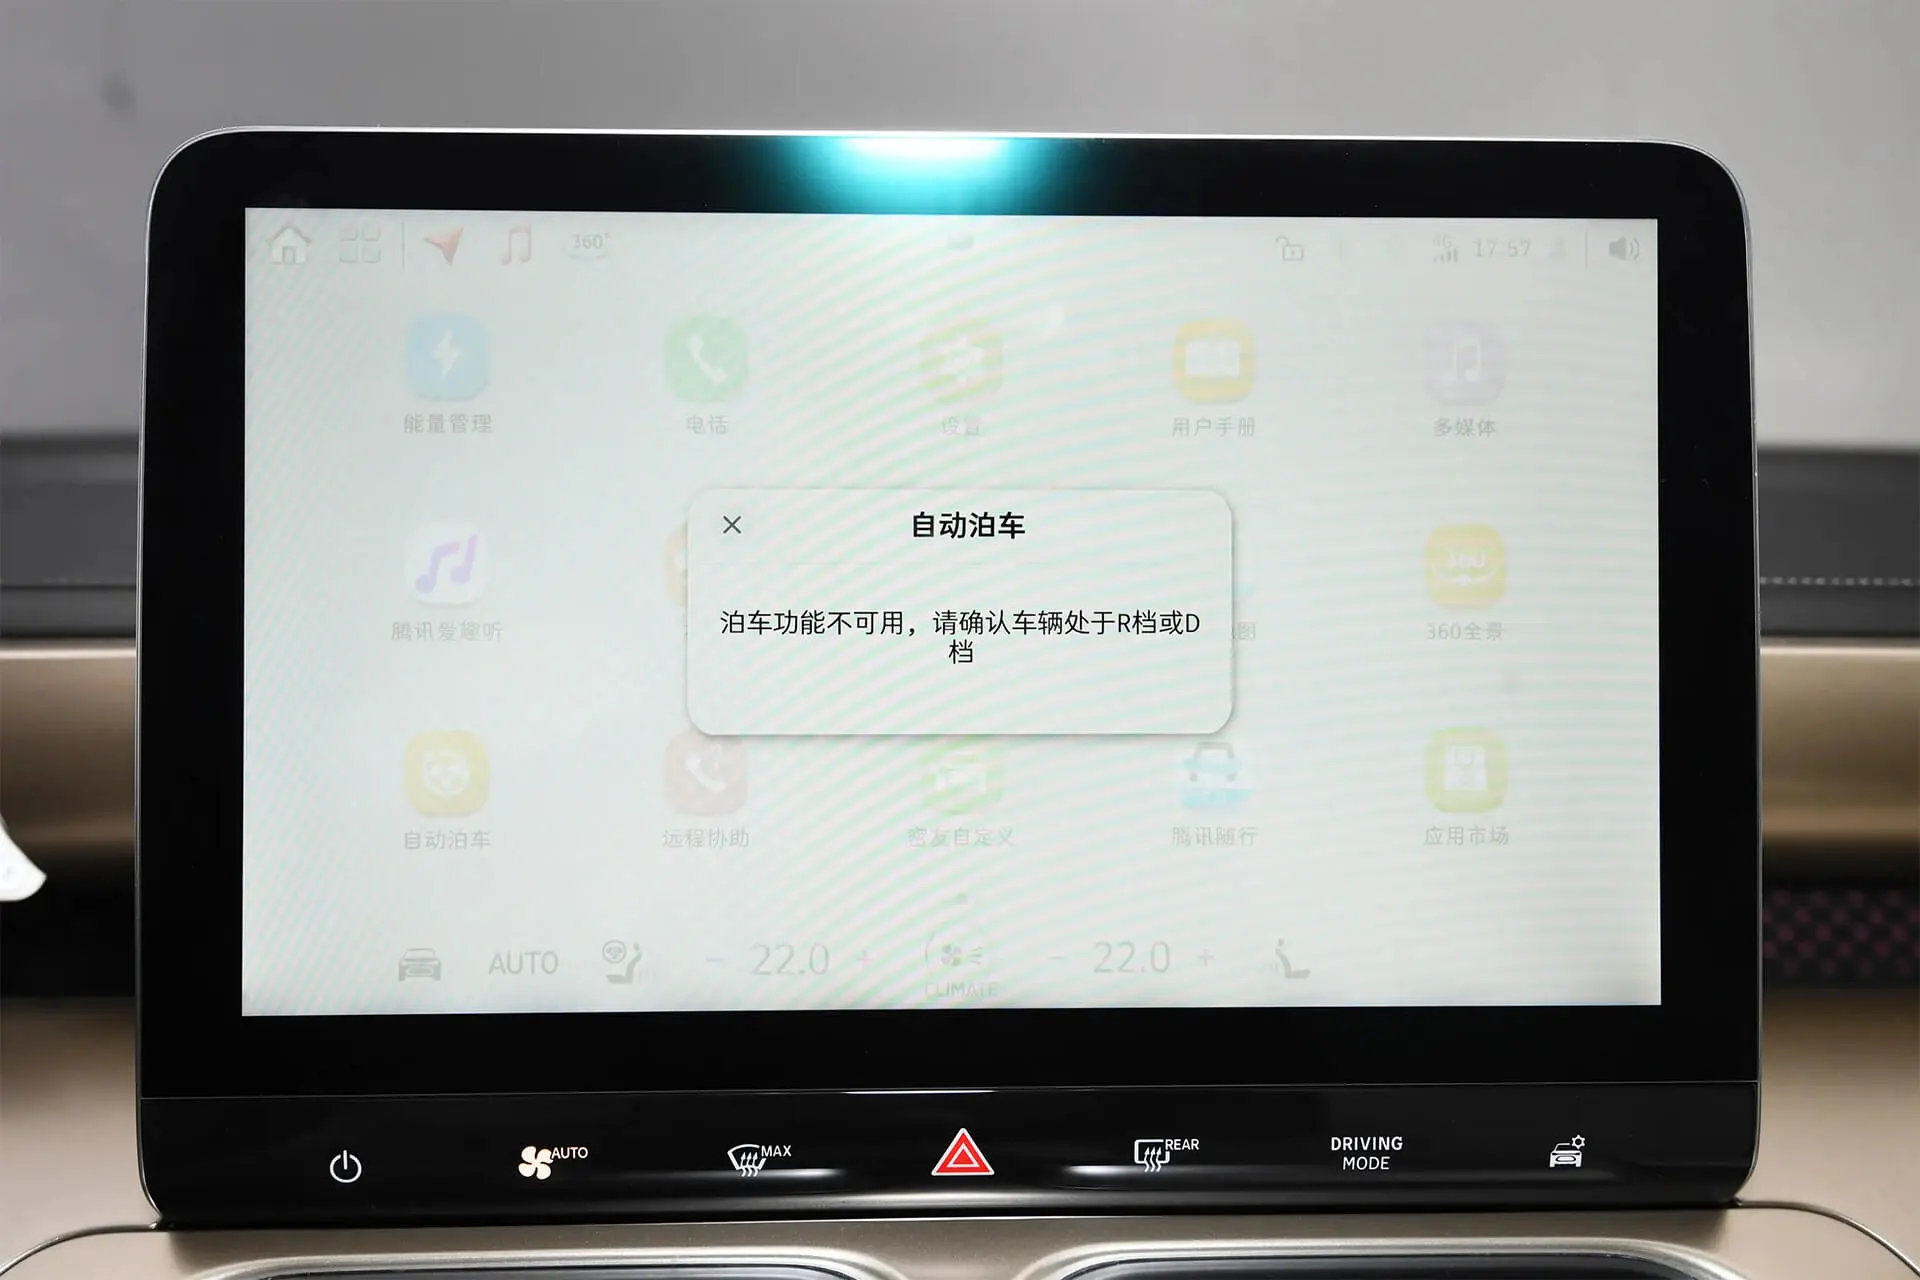 360°
4G
17:57
能量管理
电话
设置
用户手册
多媒体
自动泊车
泊车功能不可用，请确认车辆处于R档或D
档
腾讯爱趣听
图
360
360全景
自动泊车
远程协助
密友自定义
腾讯随行
应用市场
AUTO
－ 22.0 +
－ 22.0 +
CLIMATE
AUTO
MAX
REAR
DRIVING
MODE